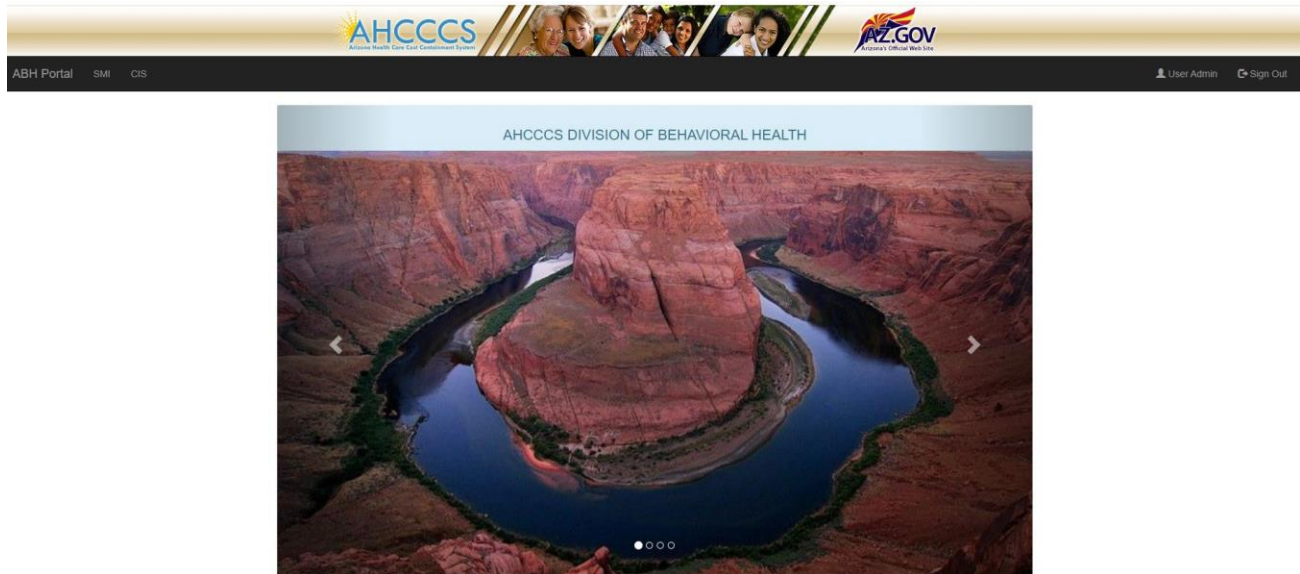 AHCCCS
Arizona Health Care Cost Containment System
AZ.GOV
Arizona's Official Web Site
ABH Portal SMI CIS User Admin Sign Out
AHCCCS DIVISION OF BEHAVIORAL HEALTH